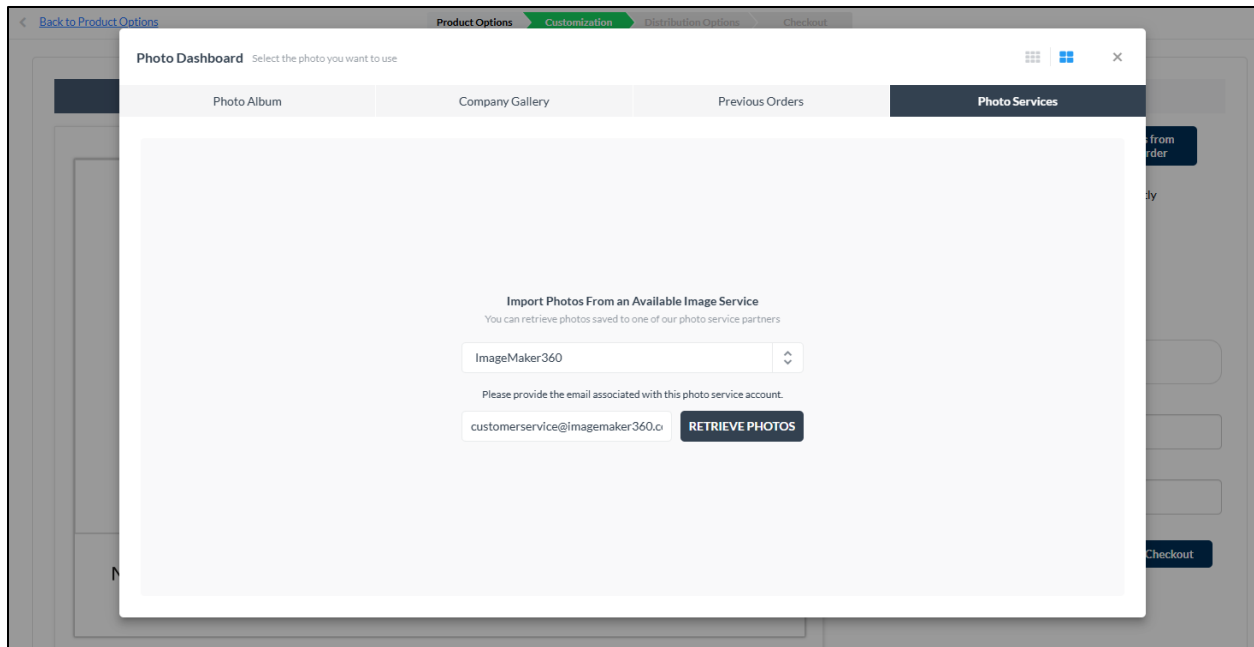 Back to Product Options
Product Options Customization Distribution Options Checkout
Photo Dashboard Select the photo you want to use
Photo Album Company Gallery Previous Orders Photo Services
from
Import Photos From an Available Image Service
You can retrieve photos saved to one of our photo service partners
ImageMaker360
Please provide the email associated with this photo service account.
customerservice@imagemaker360.c
RETRIEVE PHOTOS
Checkout
N